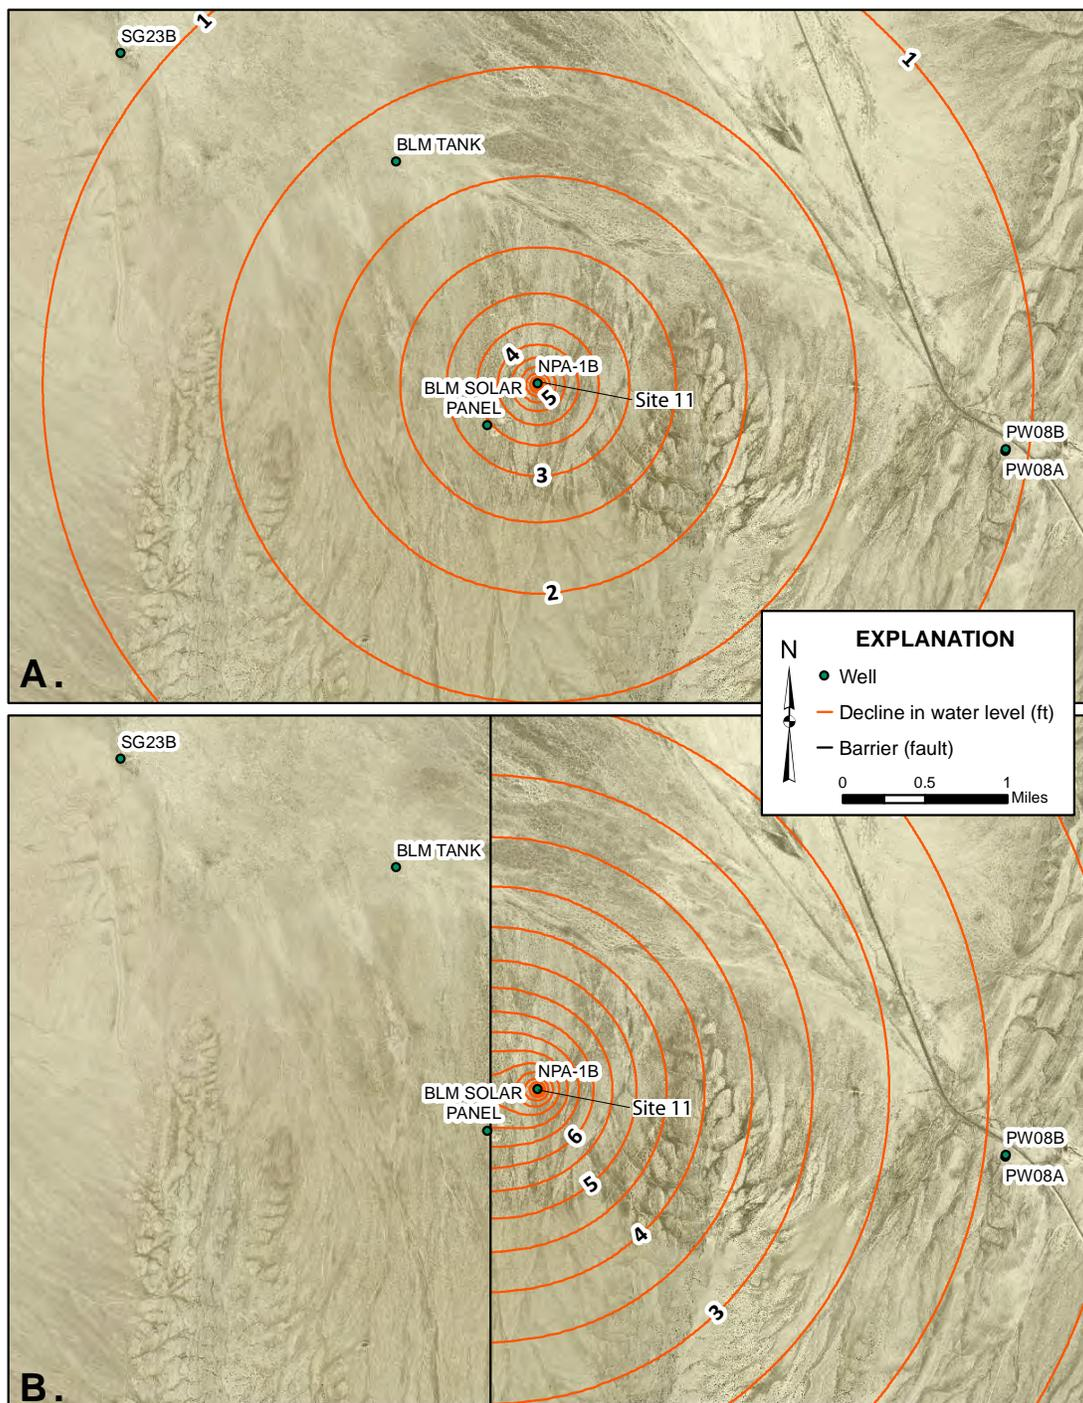 1
SG23B
1
BLM TANK
4
NPA-1B
BLM SOLAR
PANEL
5
Site 11
PW08B
PW08A
3
2
A.
EXPLANATION
N
Well
Decline in water level (ft)
Barrier (fault)
0 0.5 1
Miles
SG23B
BLM TANK
NPA-1B
BLM SOLAR
PANEL
Site 11
6
PW08B
PW08A
5
4
3
B.